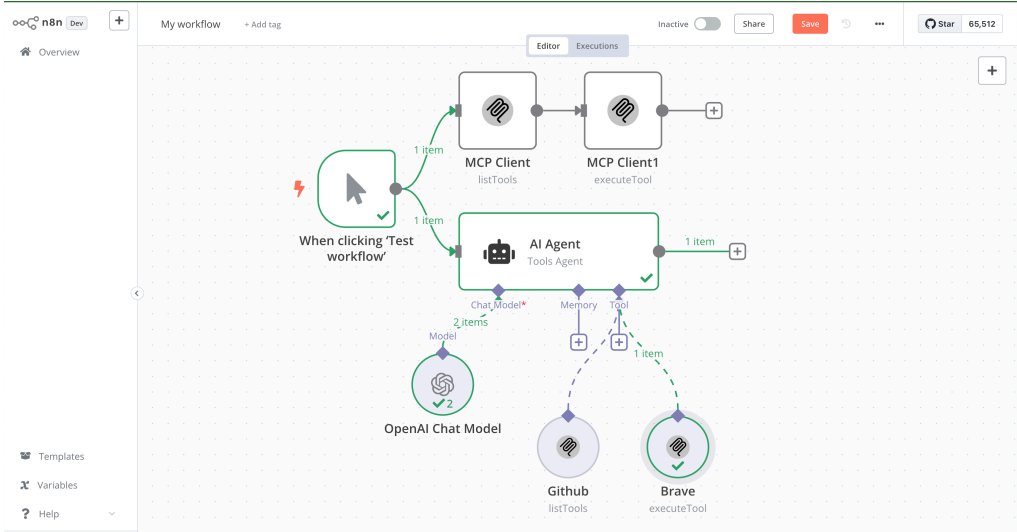 n8n Dev
+
My workflow
+ Add tag
Inactive
Share
Save
Star 65,512
Overview
Editor
Executions
MCP Client
listTools
MCP Client1
executeTool
1 item
1 item
When clicking ‘Test
workflow’
AI Agent
Tools Agent
1 item
Chat Model*
Memory
Tool
2 items
Model
1 item
2
OpenAI Chat Model
Github
listTools
Brave
executeTool
Templates
Variables
Help